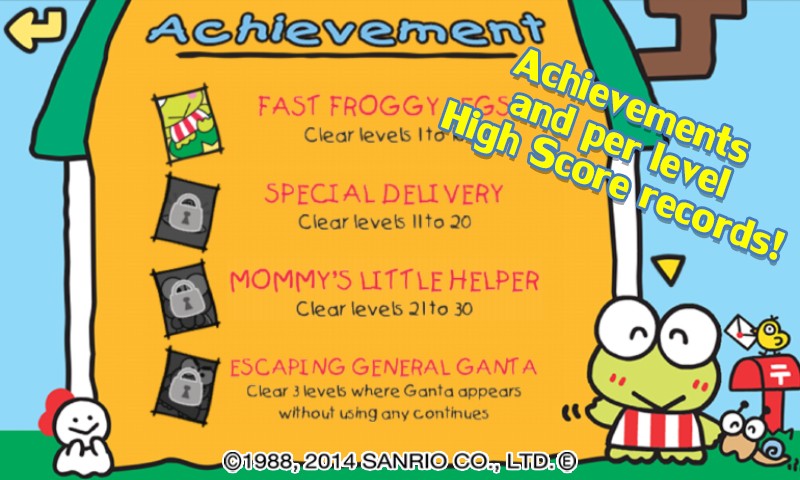 Achievement
Achievements
and per level
High Score records!
FAST FROGGY
Clear levels 1 to
SPECIAL DELIVERY
Clear levels 11 to 20
MOMMY'S LITTLE HELPER
Clear levels 21 to 30
ESCAPING GENERAL GANTA
Clear 3 levels where Ganta appears
without using any continues
〒
©1988, 2014 SANRIO CO., LTD. Ⓔ